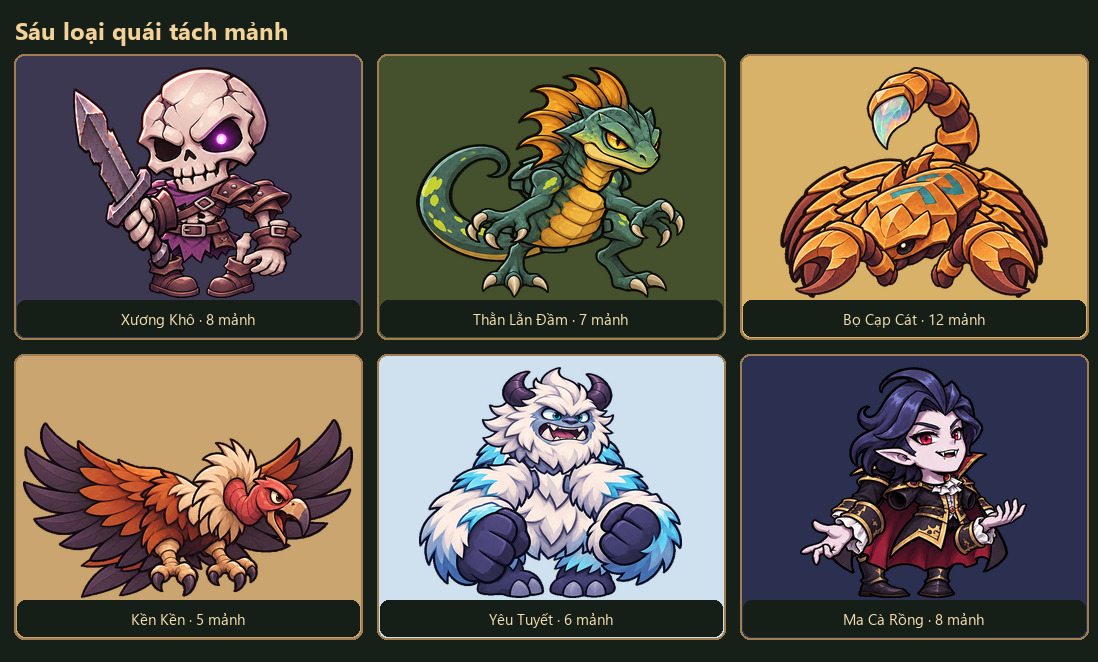 Sáu loại quái tách mảnh
Xương Khô · 8 mảnh
Thằn Lằn Đầm · 7 mảnh
Bọ Cạp Cát · 12 mảnh
Kền Kền · 5 mảnh
Yêu Tuyết · 6 mảnh
Ma Cà Rồng · 8 mảnh